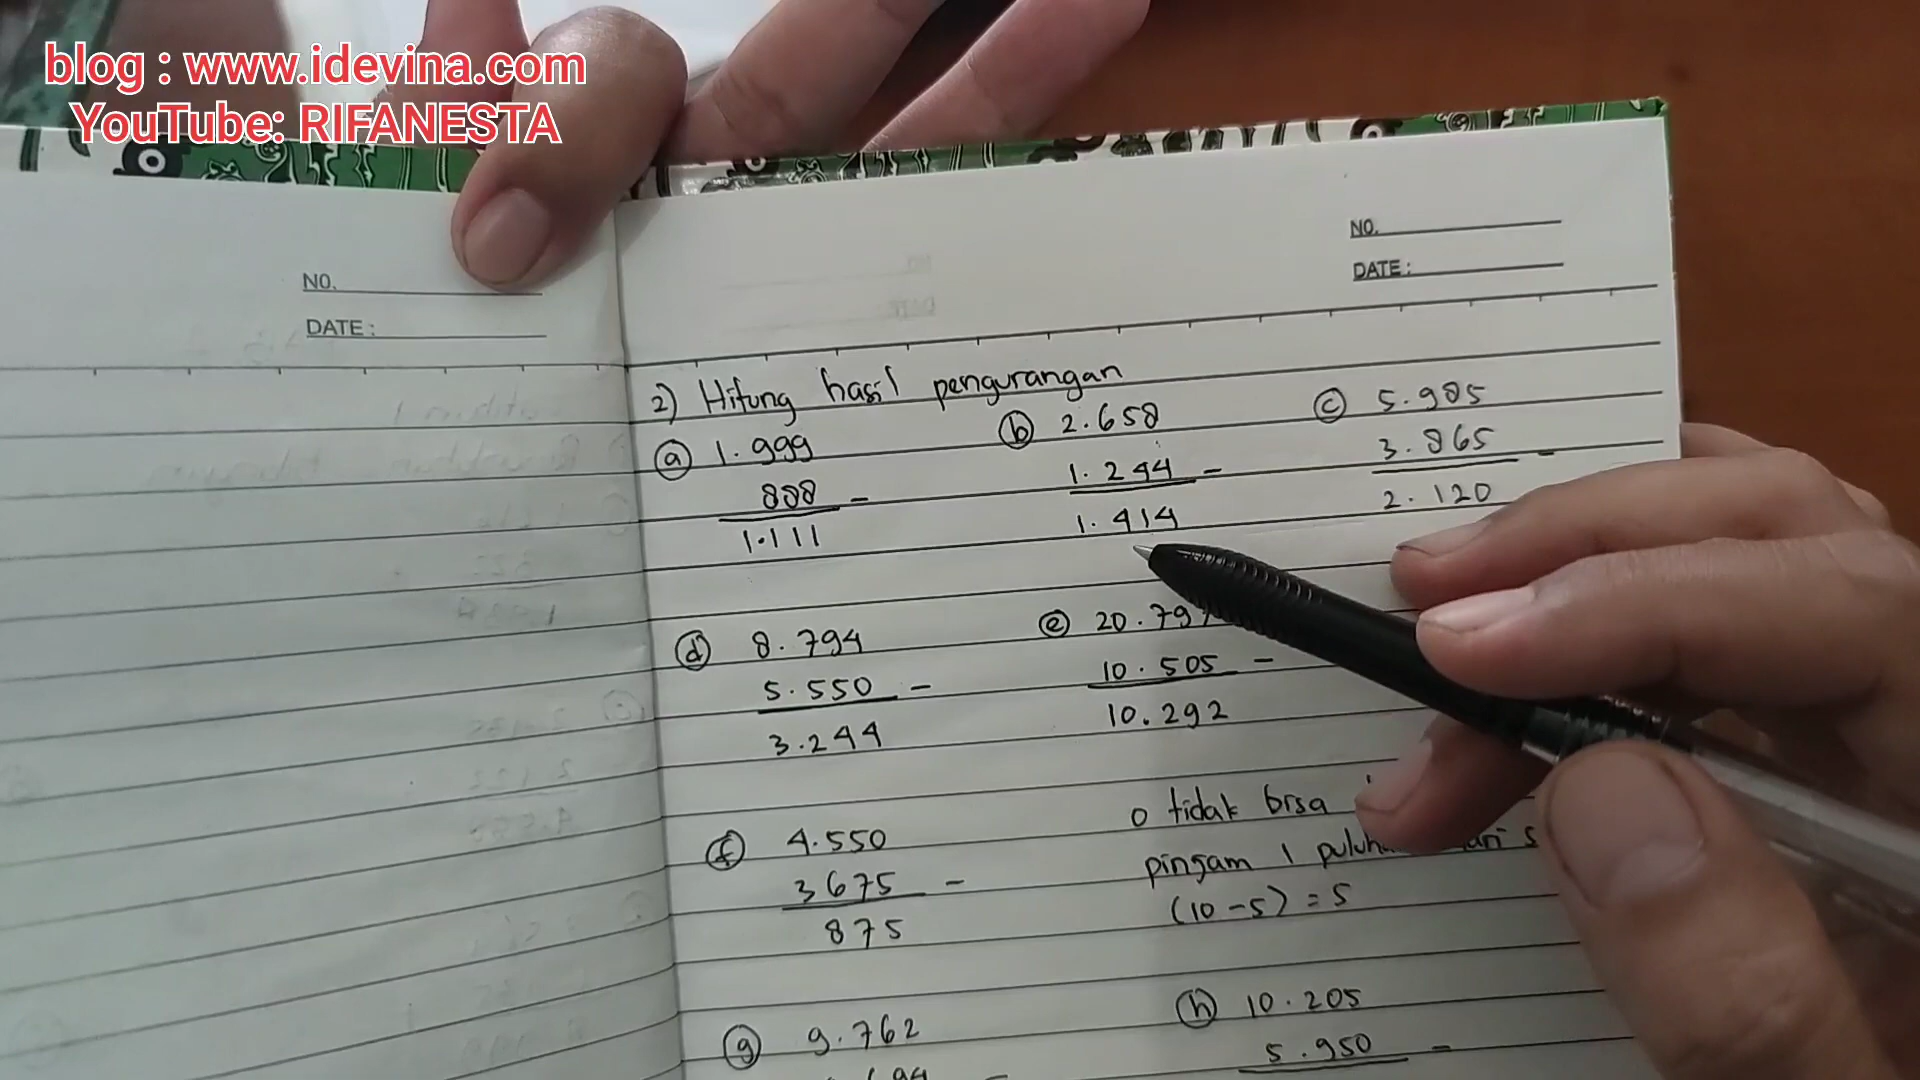 blog : www.idevina.com
YouTube: RIFANESTA
NO.
DATE :
NO.
DATE :
2) Hitung hasil pengurangan
a 1.999
888 -
1.111
b 2.658
1.244 -
1.414
c 5.985
3.865 -
2.120
d 8.794
5.550 -
3.244
e 20.79
10.505 -
10.292
f 4.550
3675 -
875
0 tidak bisa
pinjam 1
(10-5) = 5
g 9.762
h 10.205
5.950 -